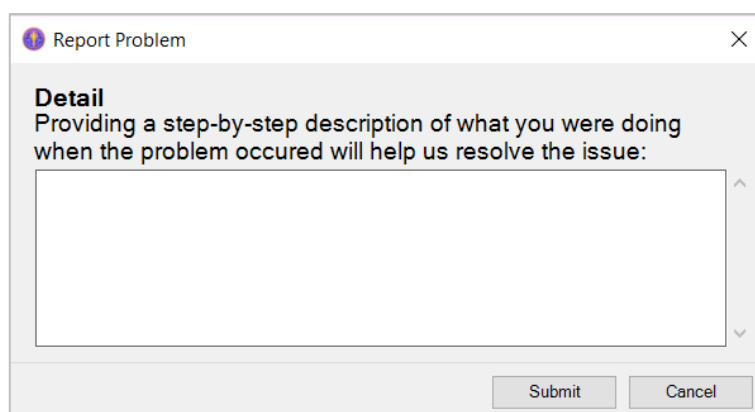 Report Problem
Detail
Providing a step-by-step description of what you were doing
when the problem occured will help us resolve the issue:
Submit Cancel